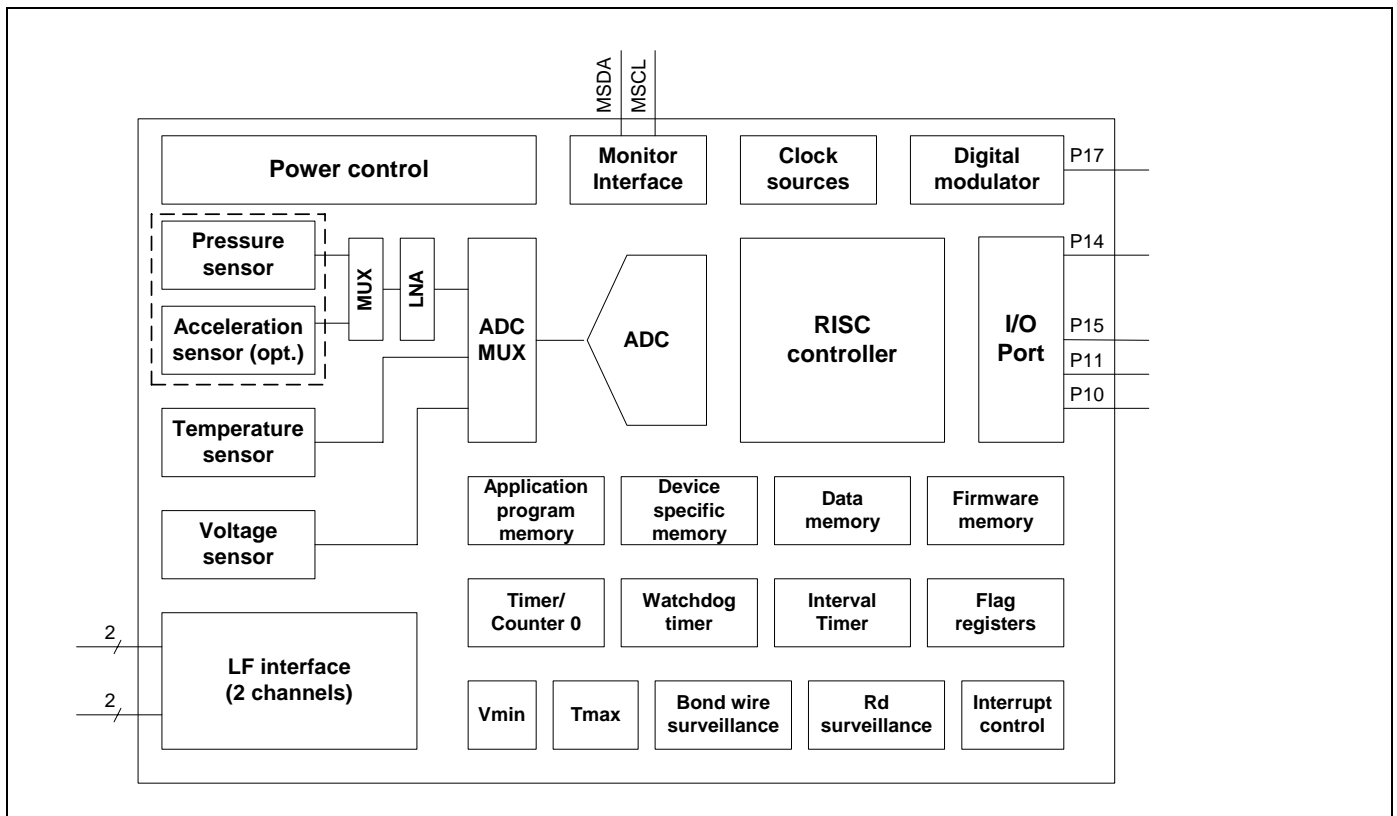 MSDA
MSCL
Power control
Monitor
Interface
Clock
sources
Digital
modulator
P17
Pressure
sensor
Acceleration
sensor (opt.)
MUX
LNA
ADC
MUX
ADC
RISC
controller
I/O
Port
P14
P15
P11
P10
Temperature
sensor
Voltage
sensor
Application
program
memory
Device
specific
memory
Data
memory
Firmware
memory
Timer/
Counter 0
Watchdog
timer
Interval
Timer
Flag
registers
2
2
LF interface
(2 channels)
Vmin
Tmax
Bond wire
surveillance
Rd
surveillance
Interrupt
control